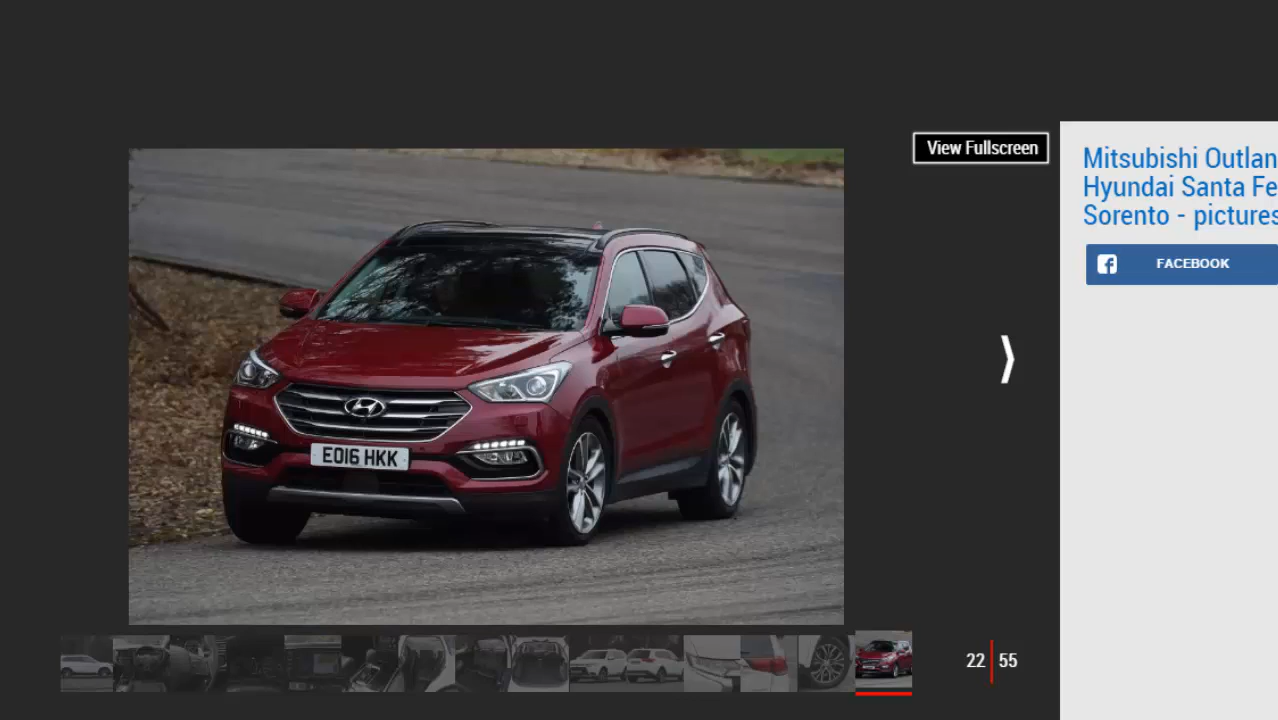 View Fullscreen
Mitsubishi Outlan
Hyundai Santa Fe
Sorento - pictures
FACEBOOK
EO16 HKK
22 55